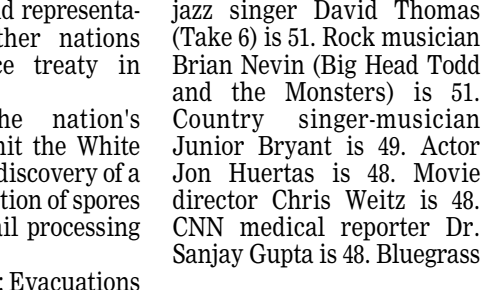 d representa-
ther nations
ce treaty in
he nation's
hit the White
discovery of a
tion of spores
ail processing
: Evacuations
jazz singer David Thomas
(Take 6) is 51. Rock musician
Brian Nevin (Big Head Todd
and the Monsters) is 51.
Country singer-musician
Junior Bryant is 49. Actor
Jon Huertas is 48. Movie
director Chris Weitz is 48.
CNN medical reporter Dr.
Sanjay Gupta is 48. Bluegrass